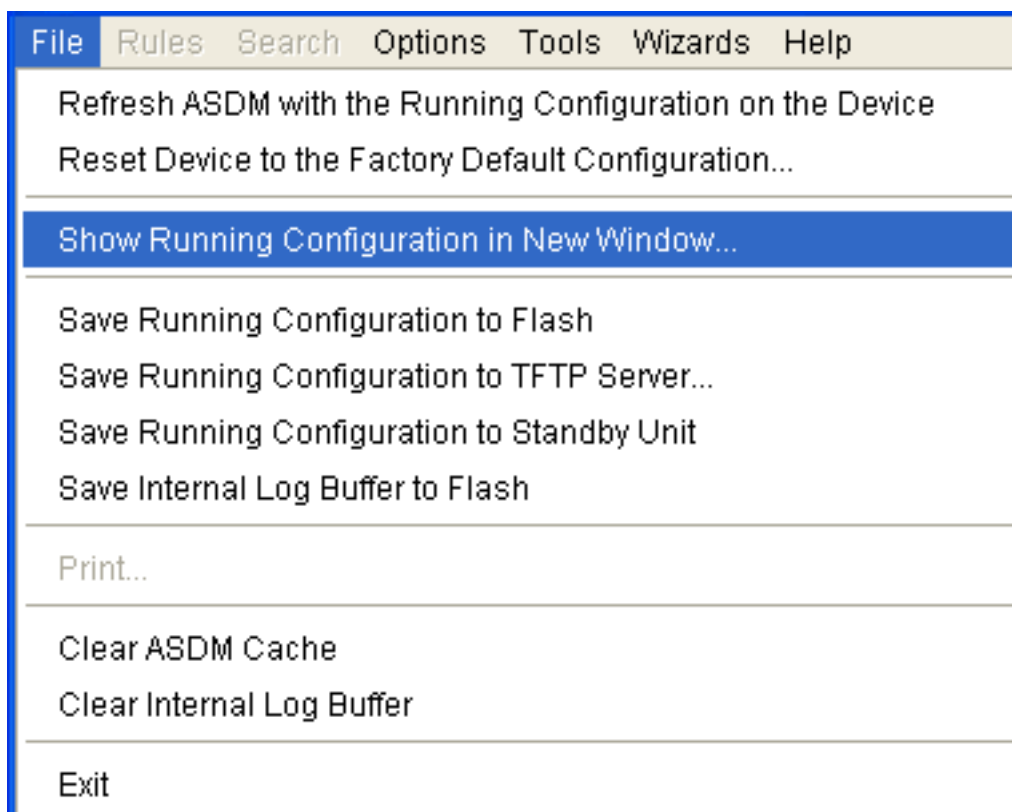 File Rules Search Options Tools Wizards Help
Refresh ASDM with the Running Configuration on the Device
Reset Device to the Factory Default Configuration...
Show Running Configuration in New Window...
Save Running Configuration to Flash
Save Running Configuration to TFTP Server...
Save Running Configuration to Standby Unit
Save Internal Log Buffer to Flash
Print...
Clear ASDM Cache
Clear Internal Log Buffer
Exit